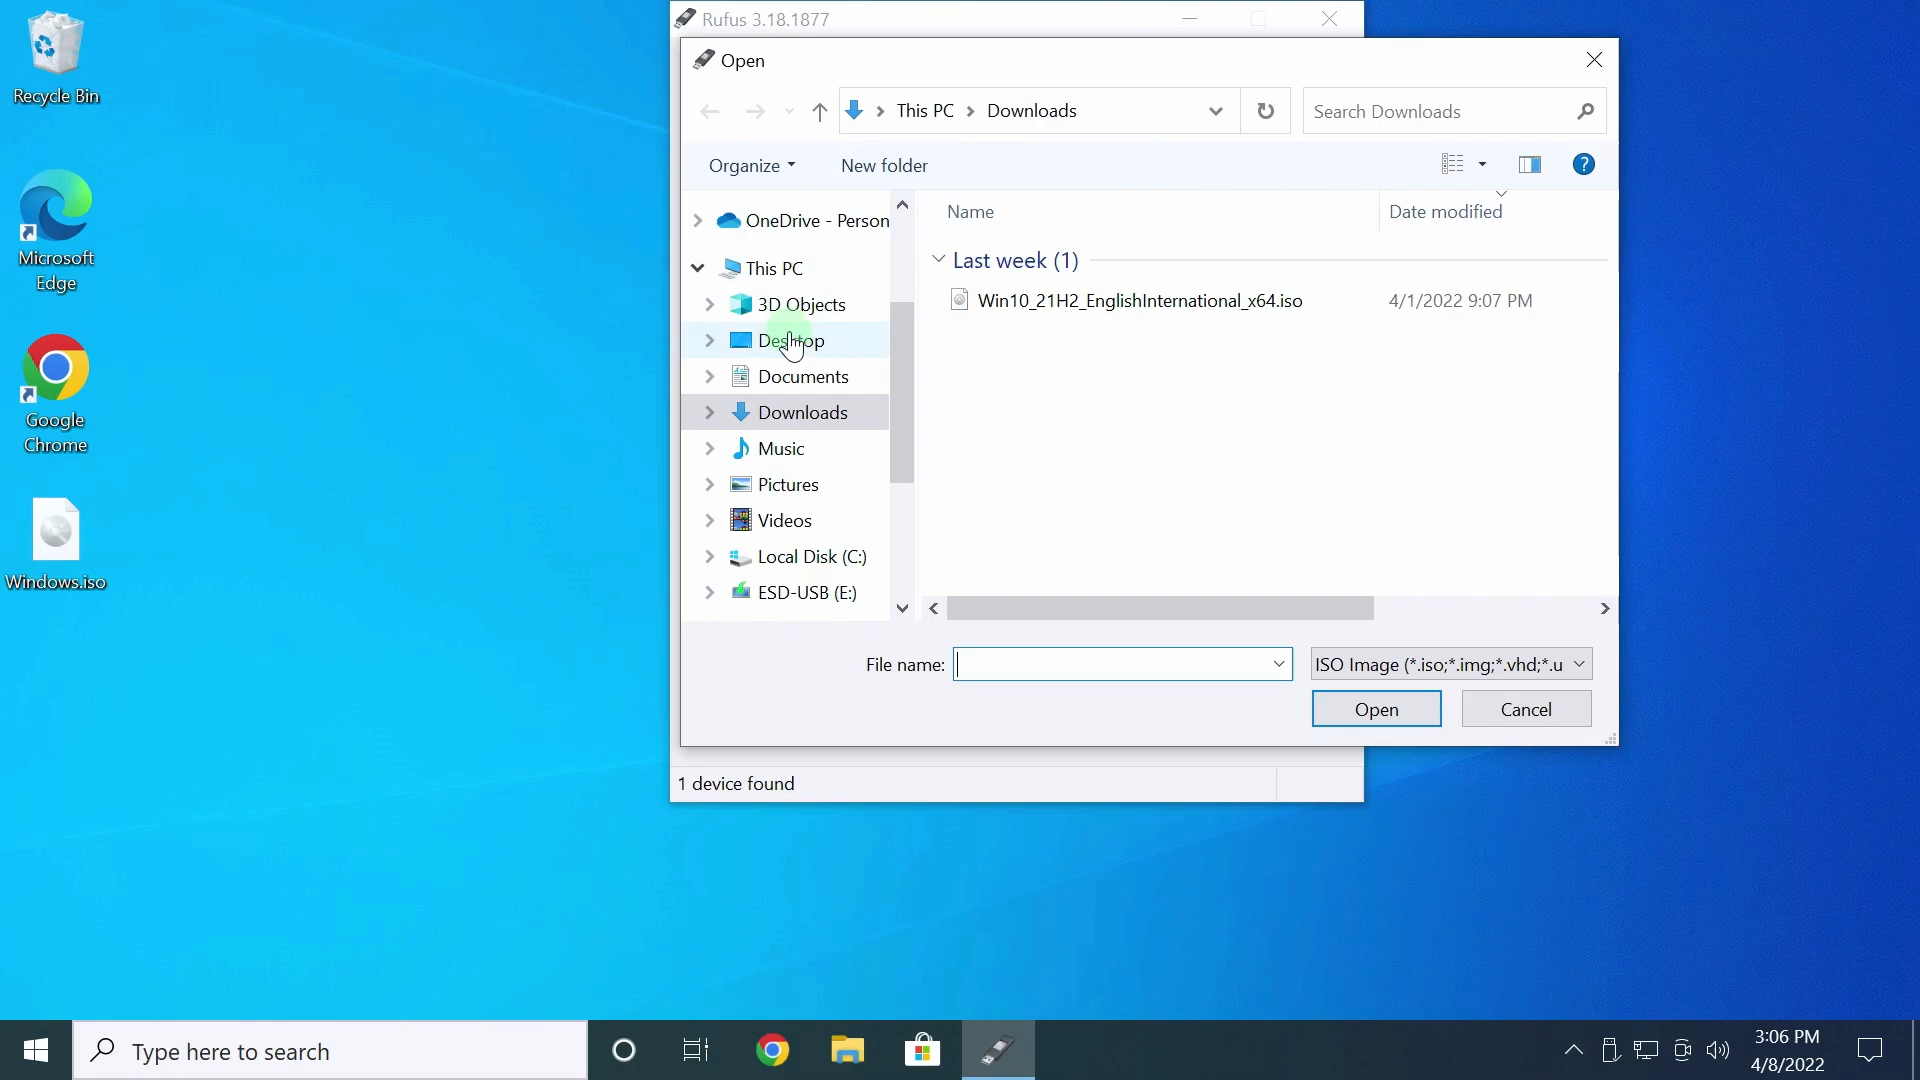 Recycle Bin
Microsoft
Edge
Google
Chrome
Windows.iso
Rufus 3.18.1877
Open
This PC
Downloads
Search Downloads
Organize
New folder
?
OneDrive - Person
This PC
3D Objects
Desktop
Documents
Downloads
Music
Pictures
Videos
Local Disk (C:)
ESD-USB (E:)
Name
Date modified
Last week (1)
Win10_21H2_EnglishInternational_x64.iso
4/1/2022 9:07 PM
File name:
ISO Image (*.iso;*.img;*.vhd;*.u
Open
Cancel
1 device found
Type here to search
3:06 PM
4/8/2022